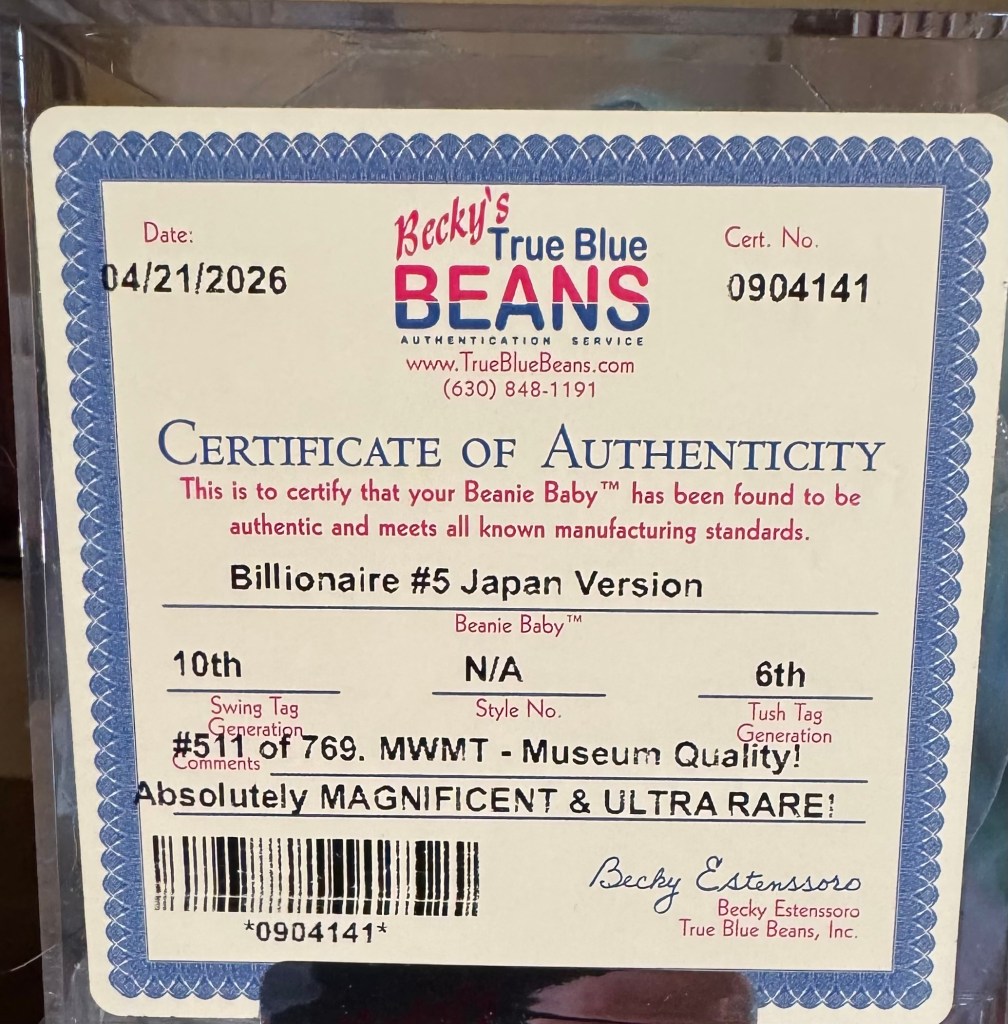 Becky's
True Blue
BEANS
AUTHENTICATION SERVICE
www.TrueBlueBeans.com
(630) 848-1191
Date:
04/21/2026
Cert. No.
0904141
CERTIFICATE OF AUTHENTICITY
This is to certify that your Beanie Baby™ has been found to be
authentic and meets all known manufacturing standards.
Billionaire #5 Japan Version
Beanie Baby™
10th
Swing Tag
Generation
N/A
Style No.
6th
Tush Tag
Generation
#511 of 769. MWMT - Museum Quality!
Comments
Absolutely MAGNIFICENT & ULTRA RARE!
*0904141*
Becky Estenssoro
Becky Estenssoro
True Blue Beans, Inc.